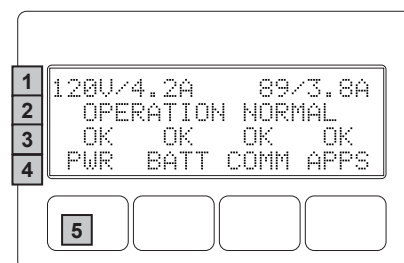 1
120V/4.2A 89/3.8A
2
OPERATION NORMAL
3
OK OK OK OK
4
PWR BATT COMM APPS
5